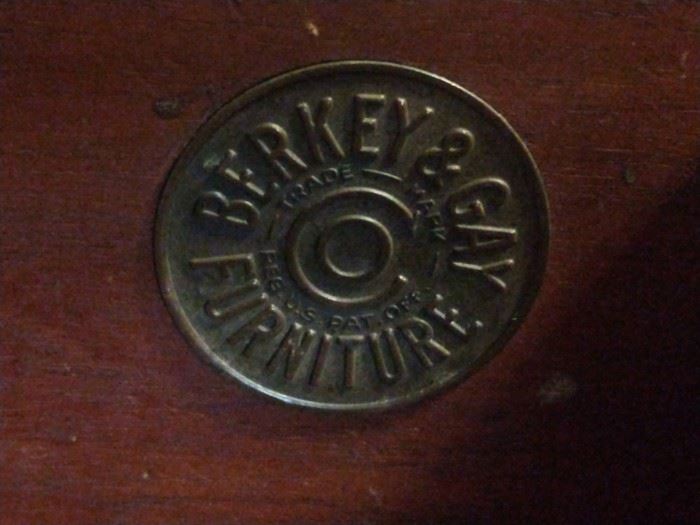 BERKEY & GAY
TRADE MARK
REG. U.S. PAT. OFF.
FURNITURE